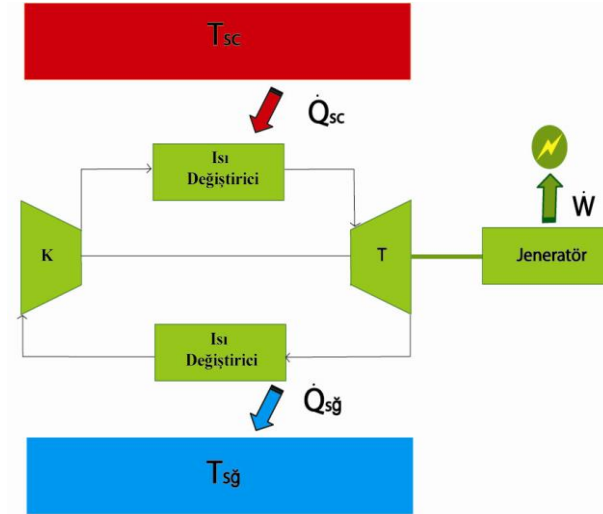 Tsc
Q̇sc
Isı
Değiştirici
Ẇ
K
T
Jeneratör
Isı
Değiştirici
Q̇sğ
Tsğ